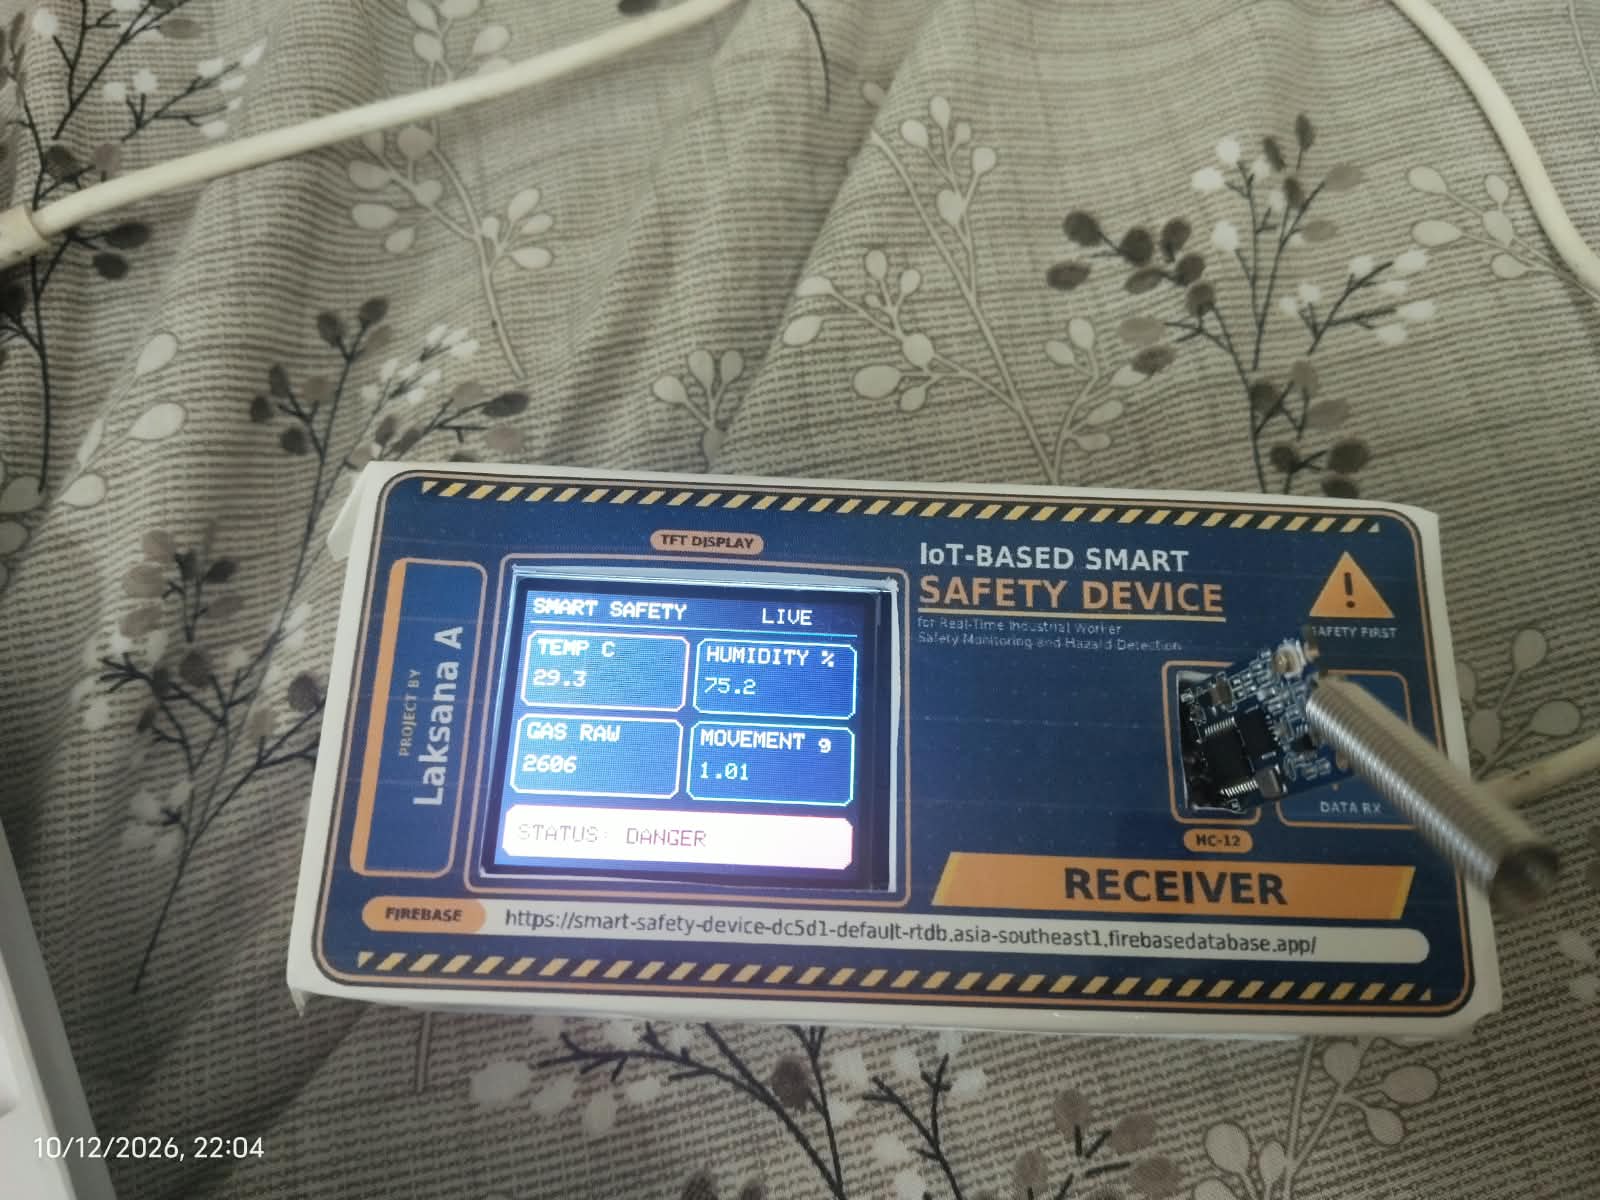 TFT DISPLAY
PROJECT BY
Laksana A
SMART SAFETY LIVE
TEMP C
29.3
HUMIDITY %
75.2
GAS RAW
2606
MOVEMENT g
1.01
STATUS: DANGER
IoT-BASED SMART
SAFETY DEVICE
for Real-Time Industrial Worker
Safety Monitoring and Hazard Detection
SAFETY FIRST
DATA RX
HC-12
RECEIVER
FIREBASE
https://smart-safety-device-dc5d1-default-rtdb.asia-southeast1.firebasedatabase.app/
10/12/2026, 22:04